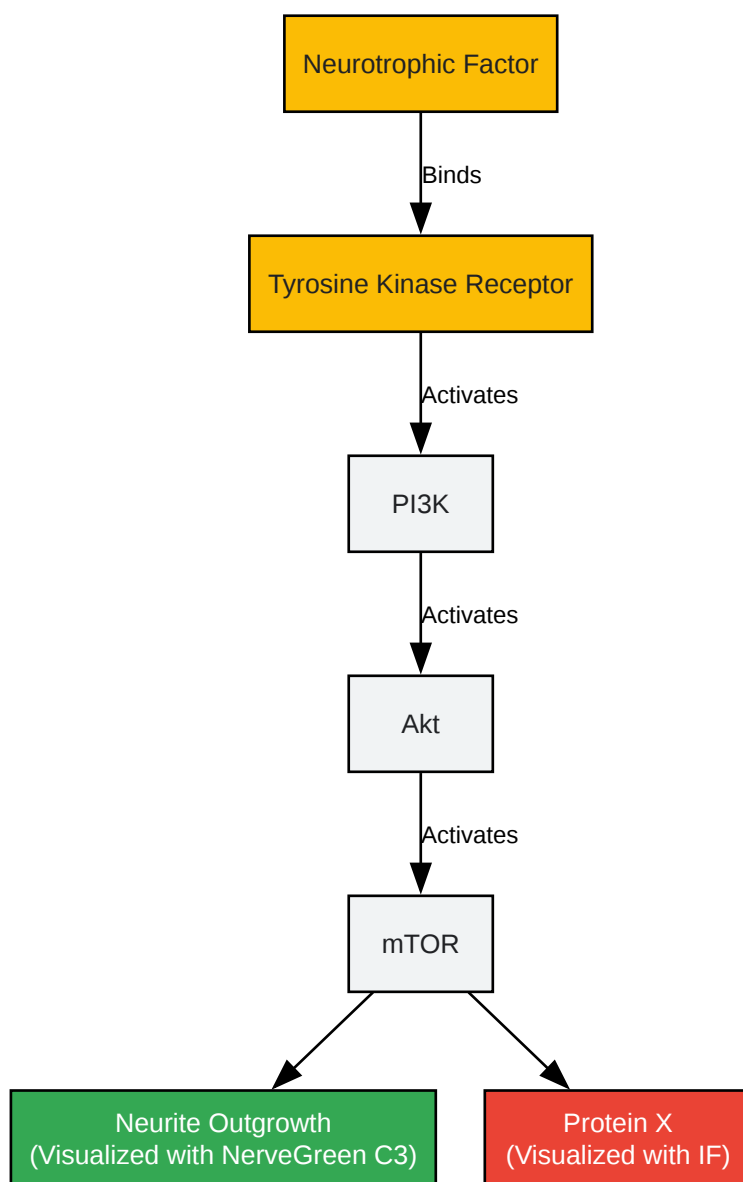 Neurotrophic Factor
Binds
Tyrosine Kinase Receptor
Activates
PI3K
Activates
Akt
Activates
mTOR
Neurite Outgrowth
(Visualized with NerveGreen C3)
Protein X
(Visualized with IF)